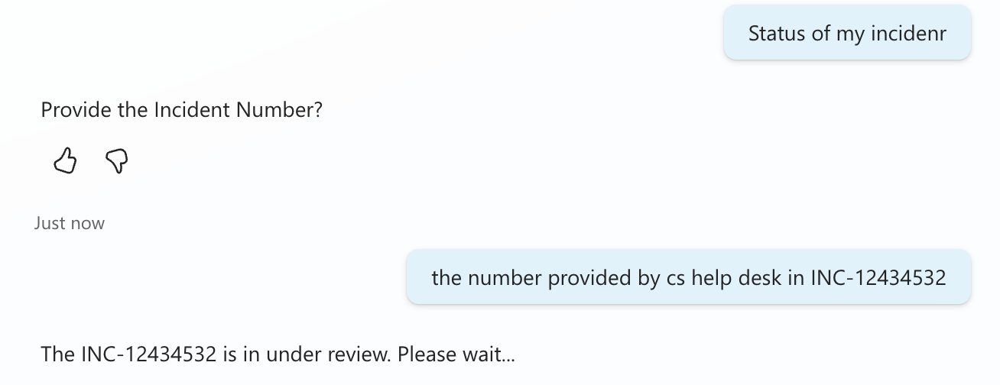 Status of my incidenr
Provide the Incident Number?
Just now
the number provided by cs help desk in INC-12434532
The INC-12434532 is in under review. Please wait...